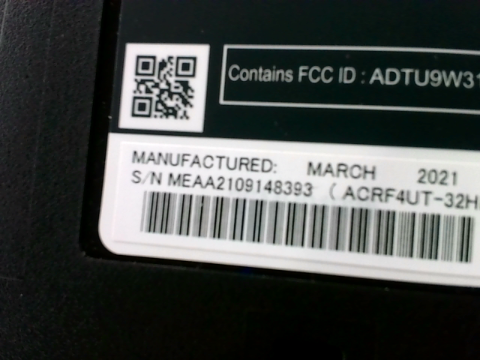 Contains FCC ID : ADTU9W31
MANUFACTURED: MARCH 2021
S/N MEAA2109148393 ( ACRF4UT-32H